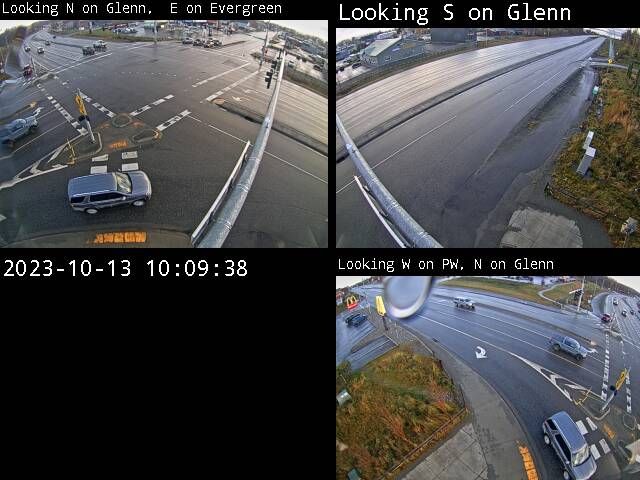 Looking N on Glenn,  E on Evergreen
Looking S on Glenn
2023-10-13 10:09:38
Looking W on PW, N on Glenn